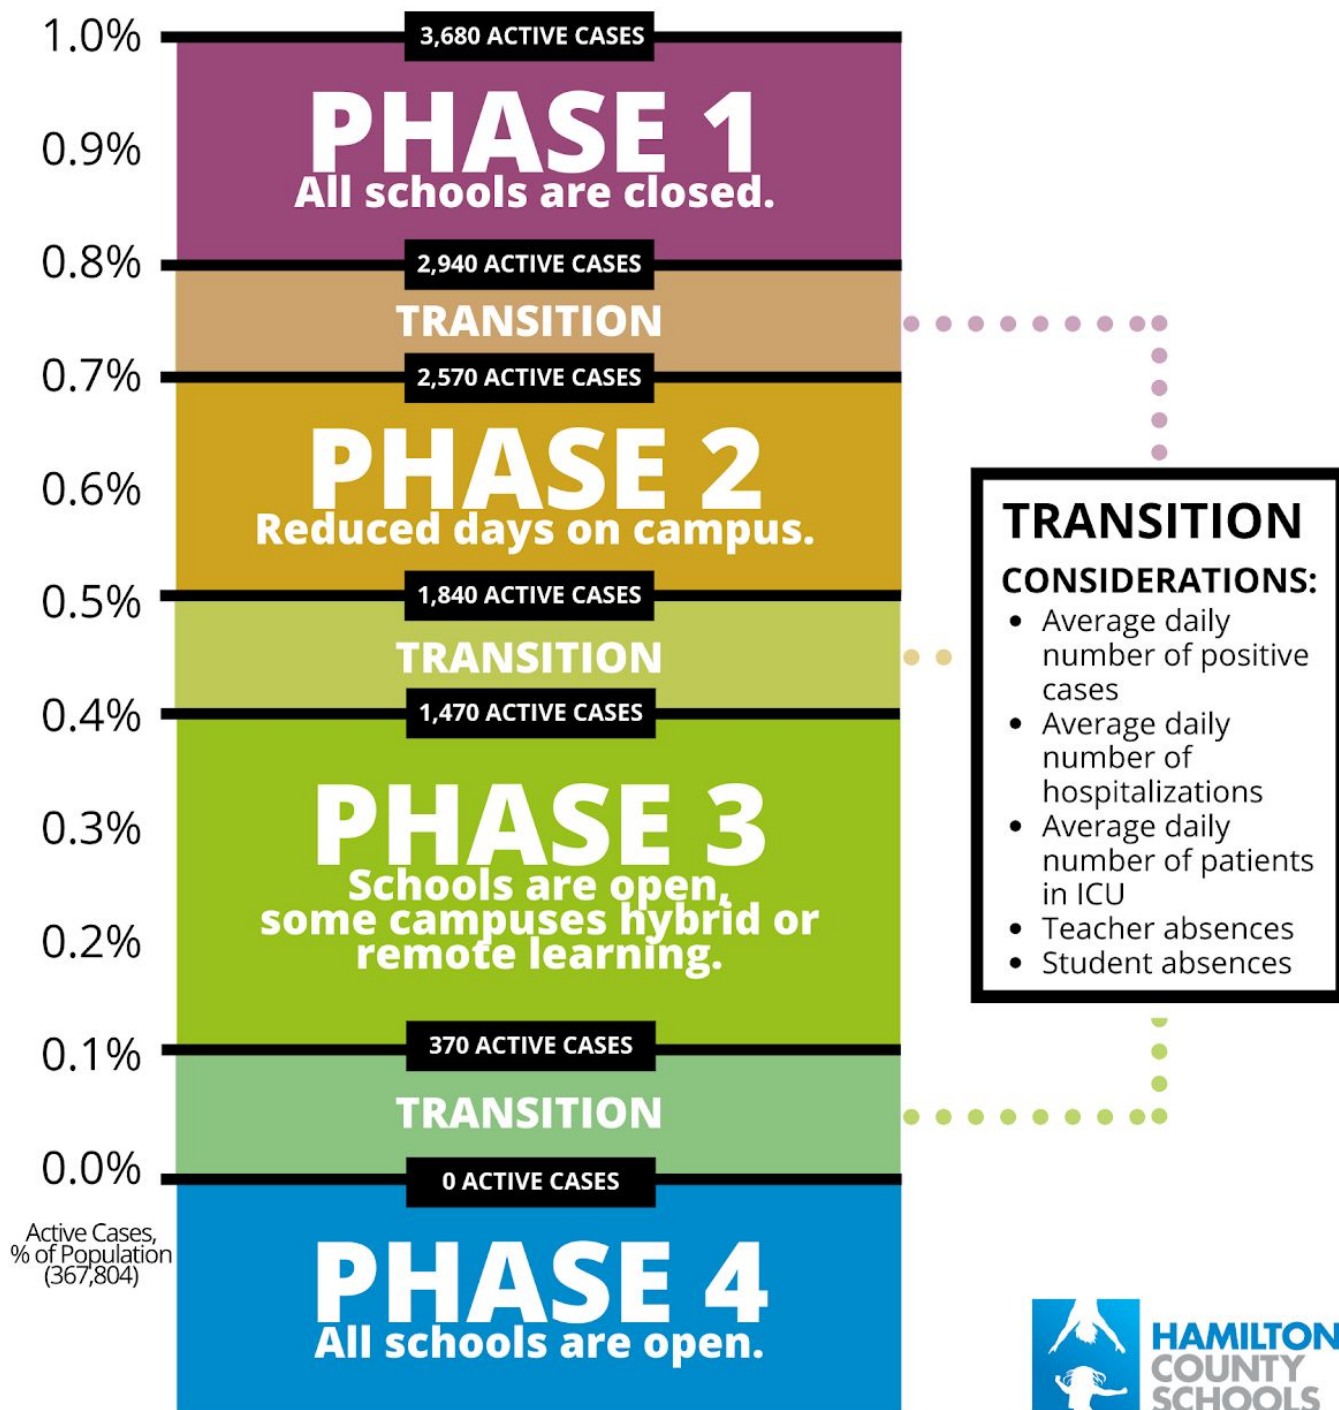 1.0%
3,680 ACTIVE CASES
PHASE 1
All schools are closed.
0.9%
0.8%
2,940 ACTIVE CASES
TRANSITION
0.7%
2,570 ACTIVE CASES
PHASE 2
Reduced days on campus.
0.6%
0.5%
1,840 ACTIVE CASES
TRANSITION
0.4%
1,470 ACTIVE CASES
PHASE 3
Schools are open,
some campuses hybrid or
remote learning.
0.3%
0.2%
0.1%
370 ACTIVE CASES
TRANSITION
0.0%
0 ACTIVE CASES
Active Cases,
% of Population
(367,804)
PHASE 4
All schools are open.
TRANSITION
CONSIDERATIONS:
• Average daily
number of positive
cases
• Average daily
number of
hospitalizations
• Average daily
number of patients
in ICU
• Teacher absences
• Student absences
HAMILTON
COUNTY
SCHOOLS